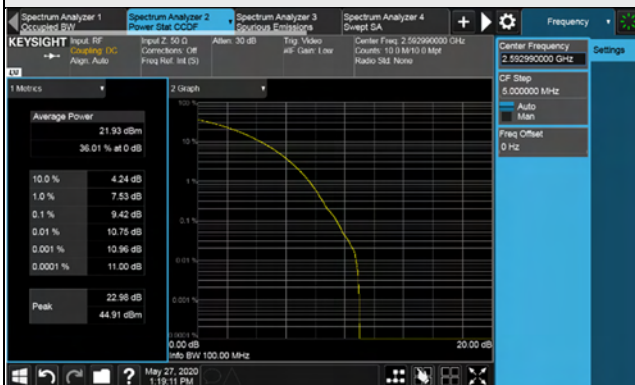 Spectrum Analyzer 1
Occupied BW
Spectrum Analyzer 2
Power Stat CCDF
Spectrum Analyzer 3
Spurious Emissions
Spectrum Analyzer 4
Swept SA
Frequency
KEYSIGHT
Input: RF
Coupling: DC
Align: Auto
Input Z: 50 Ω
Corrections: Off
Freq Ref: Int (S)
Atten: 30 dB
Trig: Video
#IF Gain: Low
Center Freq: 2.592990000 GHz
Counts: 10.0 M/10.0 Mpt
Radio Std: None
Center Frequency
2.592990000 GHz
Settings
CF Step
5.000000 MHz
Auto
Man
Freq Offset
0 Hz
1 Metrics
2 Graph
Average Power
21.93 dBm
36.01 % at 0 dB
10.0 % 4.24 dB
1.0 % 7.53 dB
0.1 % 9.42 dB
0.01 % 10.75 dB
0.001 % 10.96 dB
0.0001 % 11.00 dB
Peak
22.98 dB
44.91 dBm
100 %
10 %
1 %
0.1 %
0.01 %
0.001 %
0.0001 %
0.00 dB
20.00 dB
Info BW 100.00 MHz
?
May 27, 2020
1:19:11 PM